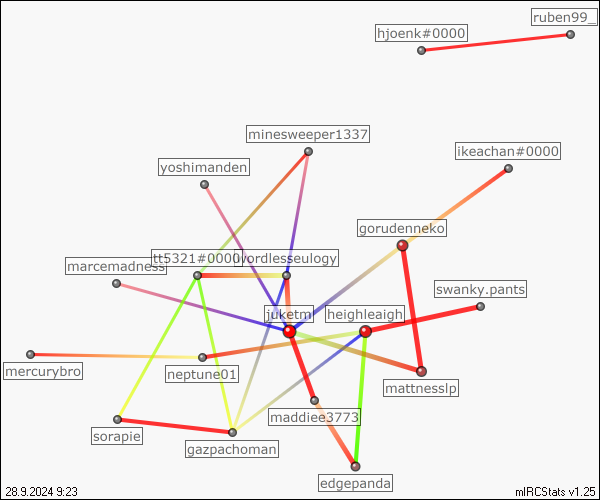 ruben99_
hjoenk#0000
minesweeper1337
ikeachan#0000
yoshimanden
gorudenneko
tt5321#0000
wordlesseulogy
marcemadness
swanky.pants
juketm
heighleaigh
mercurybro
neptune01
mattnesslp
maddiee3773
sorapie
gazpachoman
edgepanda
28.9.2024 9:23
mIRCStats v1.25